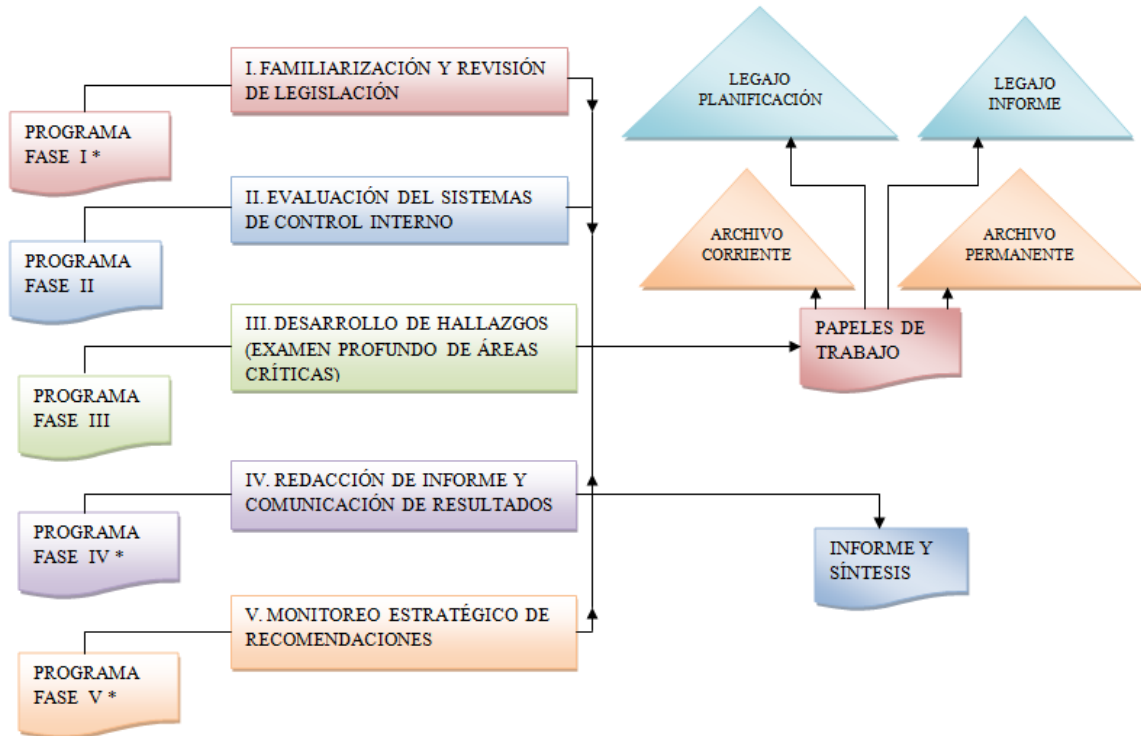 I. FAMILIARIZACIÓN Y REVISIÓN
DE LEGISLACIÓN
PROGRAMA
FASE I *
II. EVALUACIÓN DEL SISTEMAS
DE CONTROL INTERNO
PROGRAMA
FASE II
III. DESARROLLO DE HALLAZGOS
(EXAMEN PROFUNDO DE ÁREAS
CRÍTICAS)
PROGRAMA
FASE III
IV. REDACCIÓN DE INFORME Y
COMUNICACIÓN DE RESULTADOS
PROGRAMA
FASE IV *
V. MONITOREO ESTRATÉGICO DE
RECOMENDACIONES
PROGRAMA
FASE V *
LEGAJO
PLANIFICACIÓN
LEGAJO
INFORME
ARCHIVO
CORRIENTE
ARCHIVO
PERMANENTE
PAPELES DE
TRABAJO
INFORME Y
SÍNTESIS